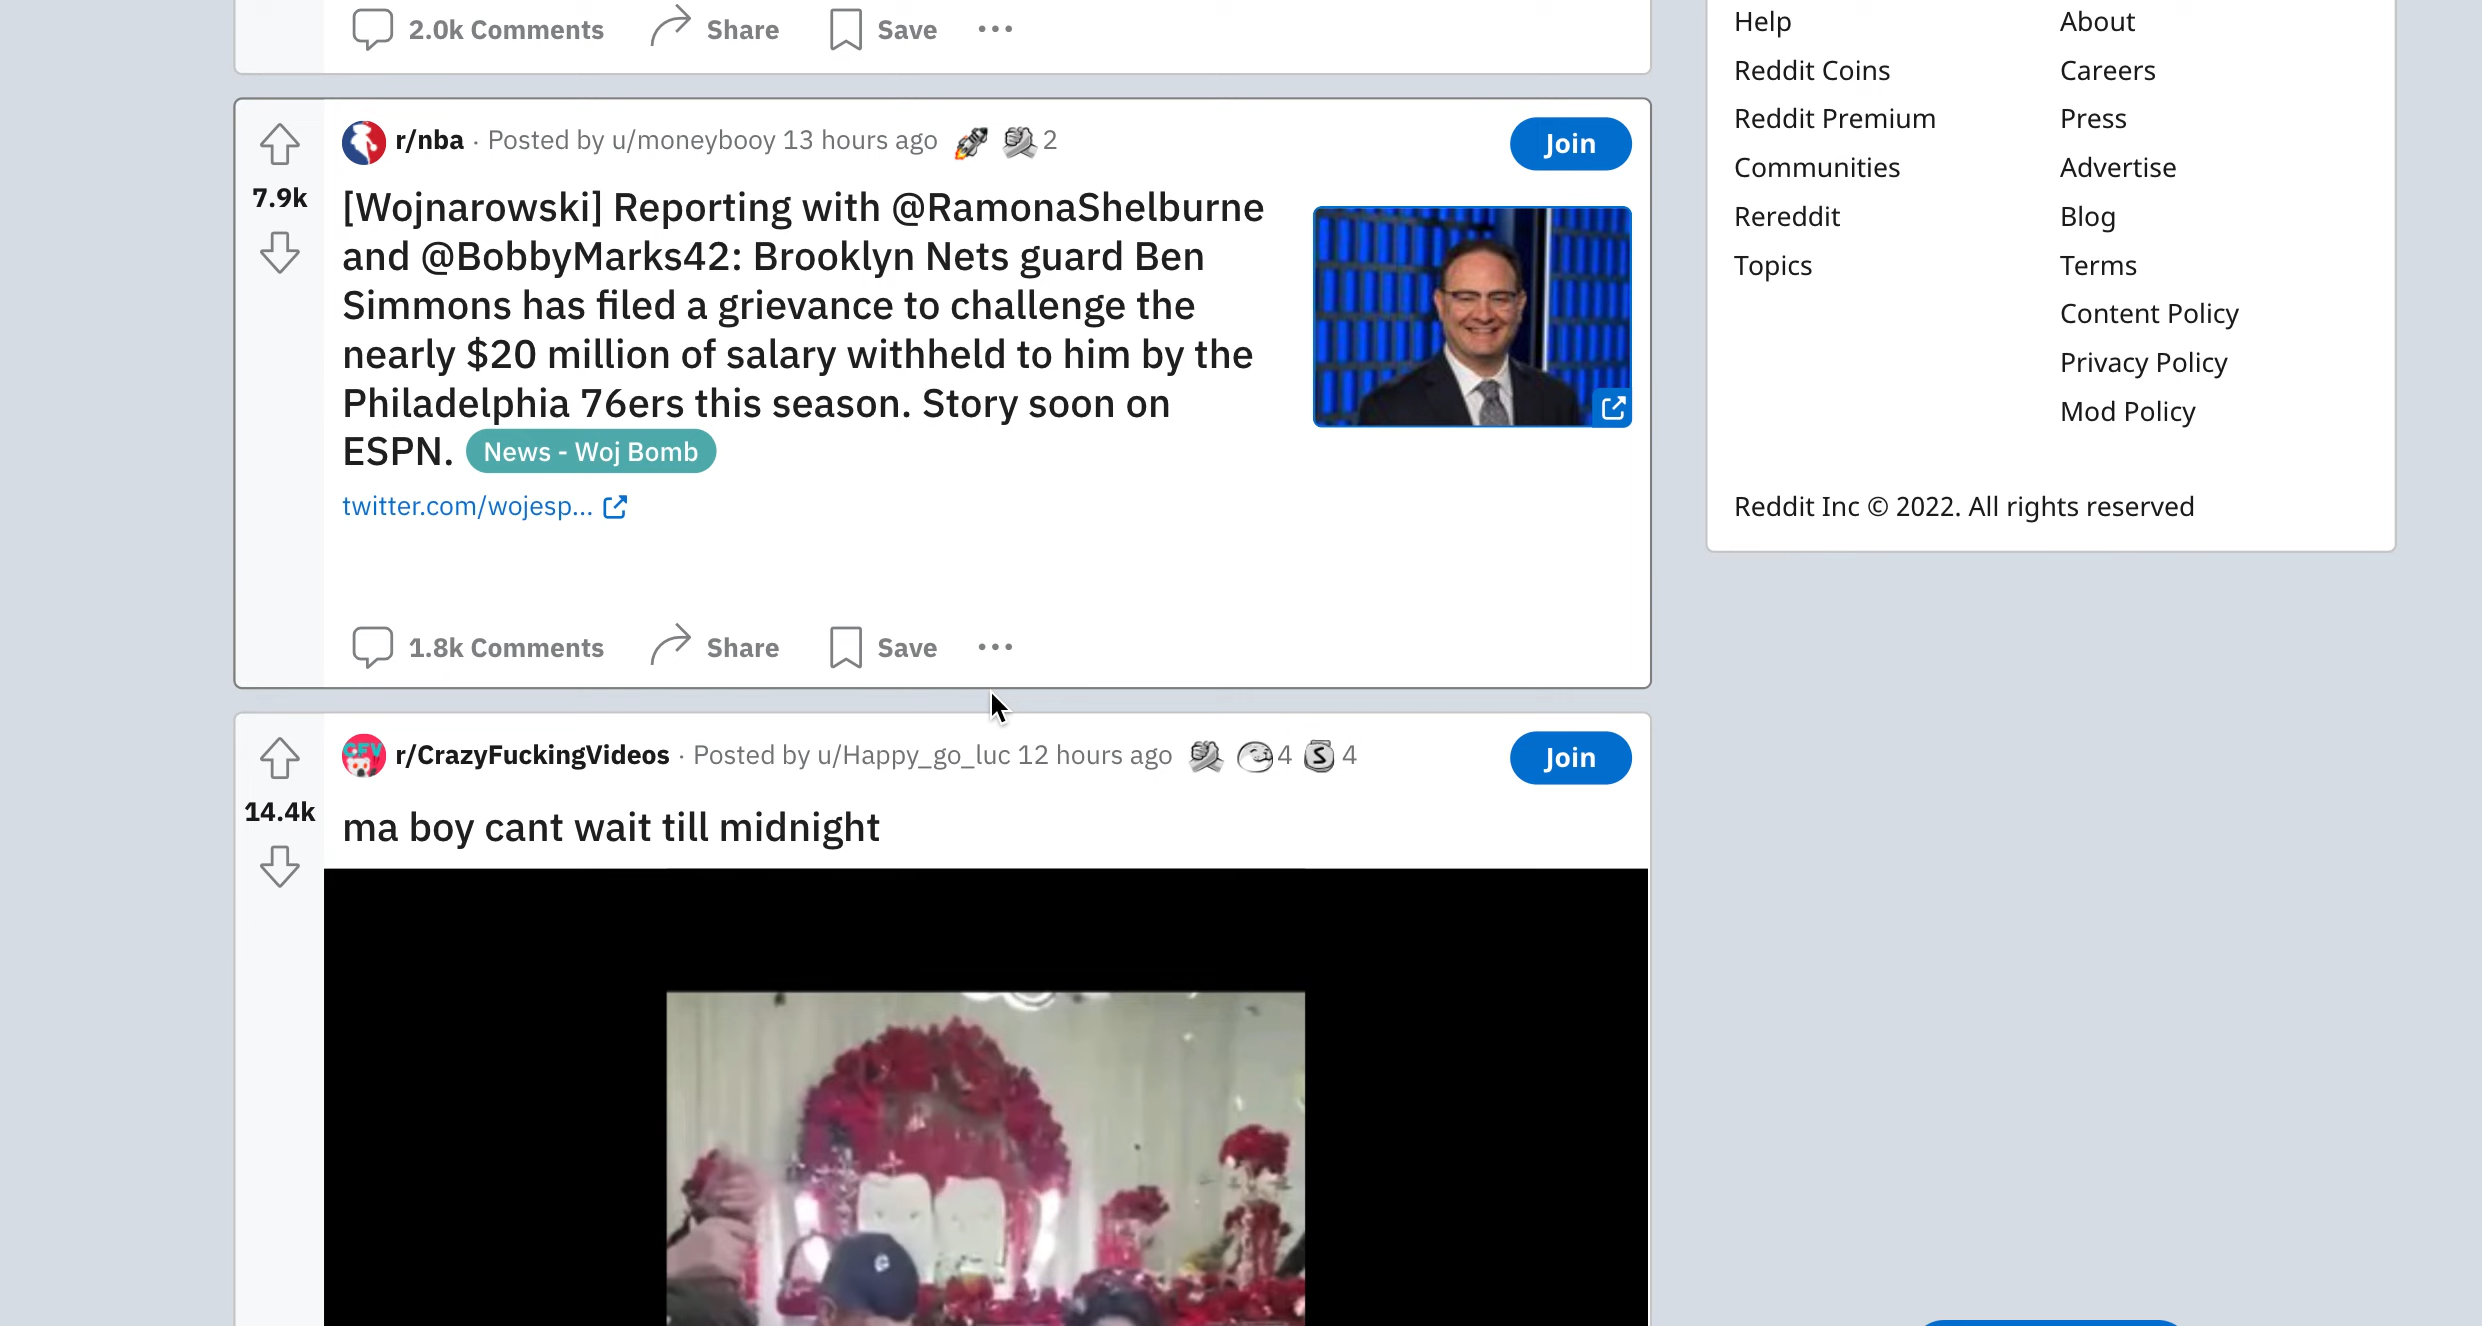 2.0k Comments Share Save
r/nba · Posted by u/moneybooy 13 hours ago 2
Join
7.9k
[Wojnarowski] Reporting with @RamonaShelburne
and @BobbyMarks42: Brooklyn Nets guard Ben
Simmons has filed a grievance to challenge the
nearly $20 million of salary withheld to him by the
Philadelphia 76ers this season. Story soon on
ESPN. News - Woj Bomb
twitter.com/wojesp...
1.8k Comments Share Save
CFV r/CrazyFuckingVideos · Posted by u/Happy_go_luc 12 hours ago 4 S 4
Join
14.4k
ma boy cant wait till midnight
Help About
Reddit Coins Careers
Reddit Premium Press
Communities Advertise
Rereddit Blog
Topics Terms
Content Policy
Privacy Policy
Mod Policy
Reddit Inc © 2022. All rights reserved